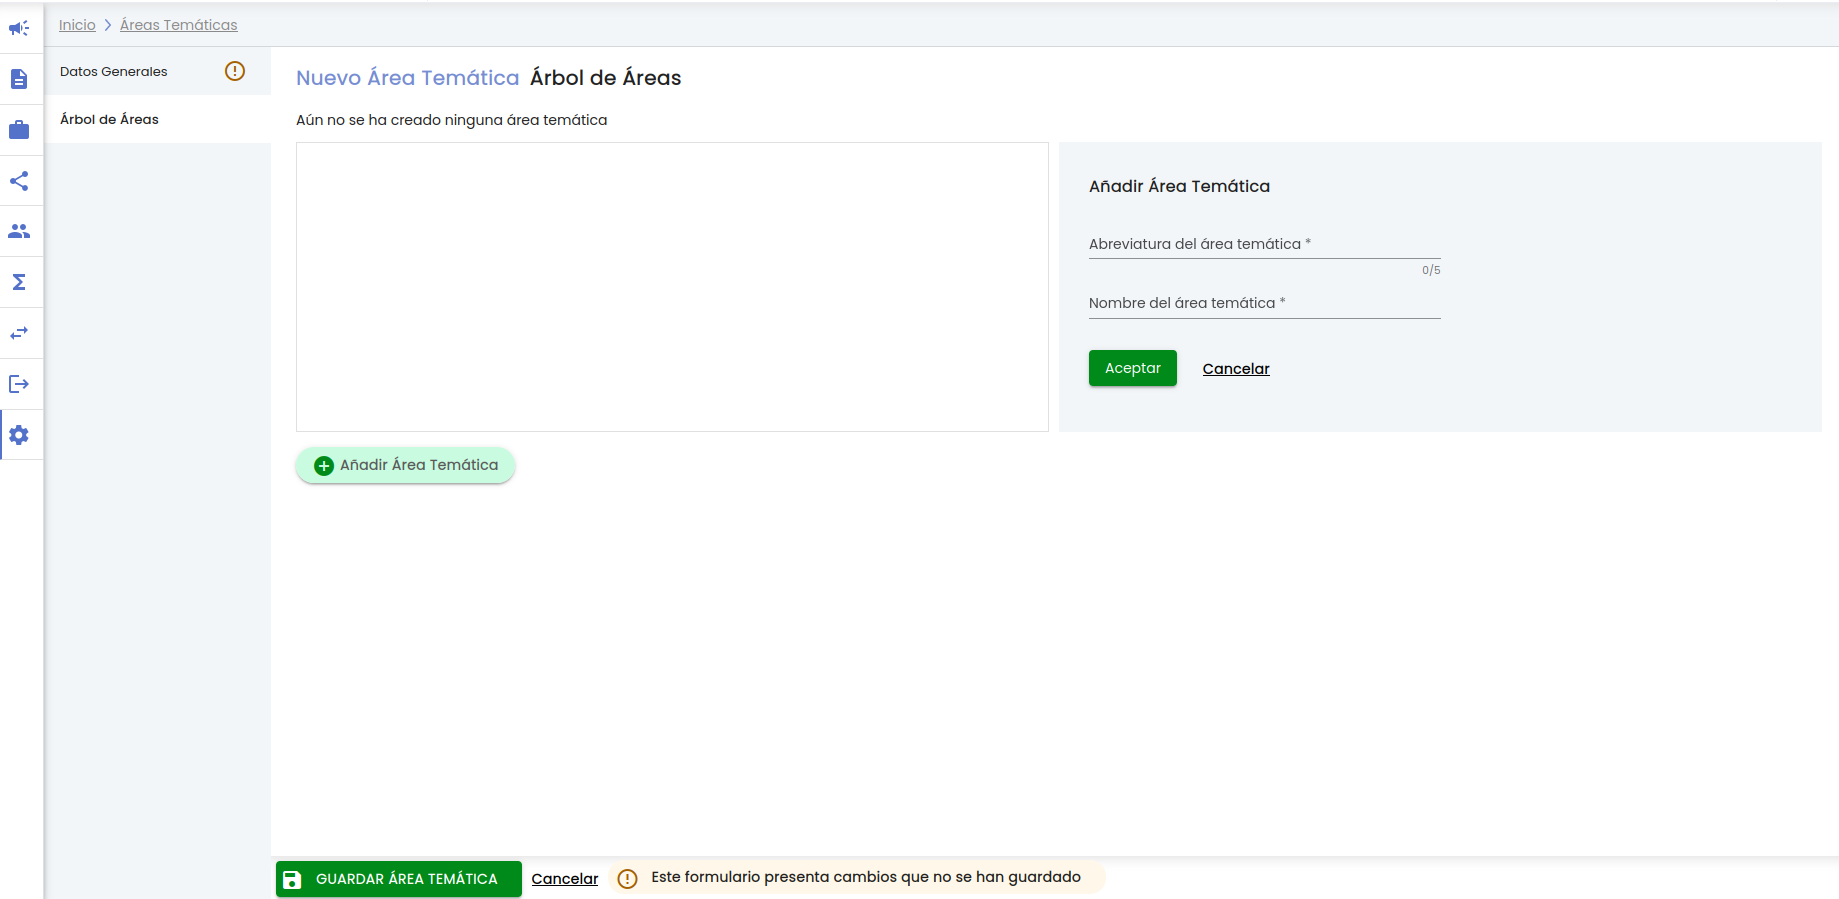 Inicio > Áreas Temáticas
Datos Generales
Árbol de Áreas
Nuevo Área Temática Árbol de Áreas
Aún no se ha creado ninguna área temática
Añadir Área Temática
Abreviatura del área temática *
0/5
Nombre del área temática *
Aceptar Cancelar
Añadir Área Temática
GUARDAR ÁREA TEMÁTICA Cancelar Este formulario presenta cambios que no se han guardado